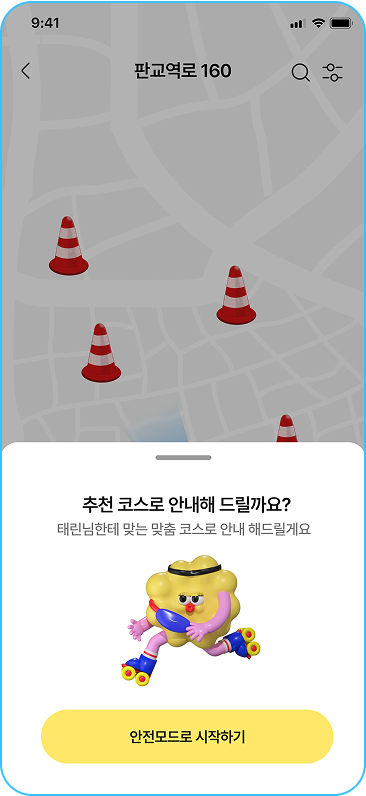 9:41
판교역로 160
추천 코스로 안내해 드릴까요?
태린님한테 맞는 맞춤 코스로 안내 해드릴게요
안전모드로 시작하기